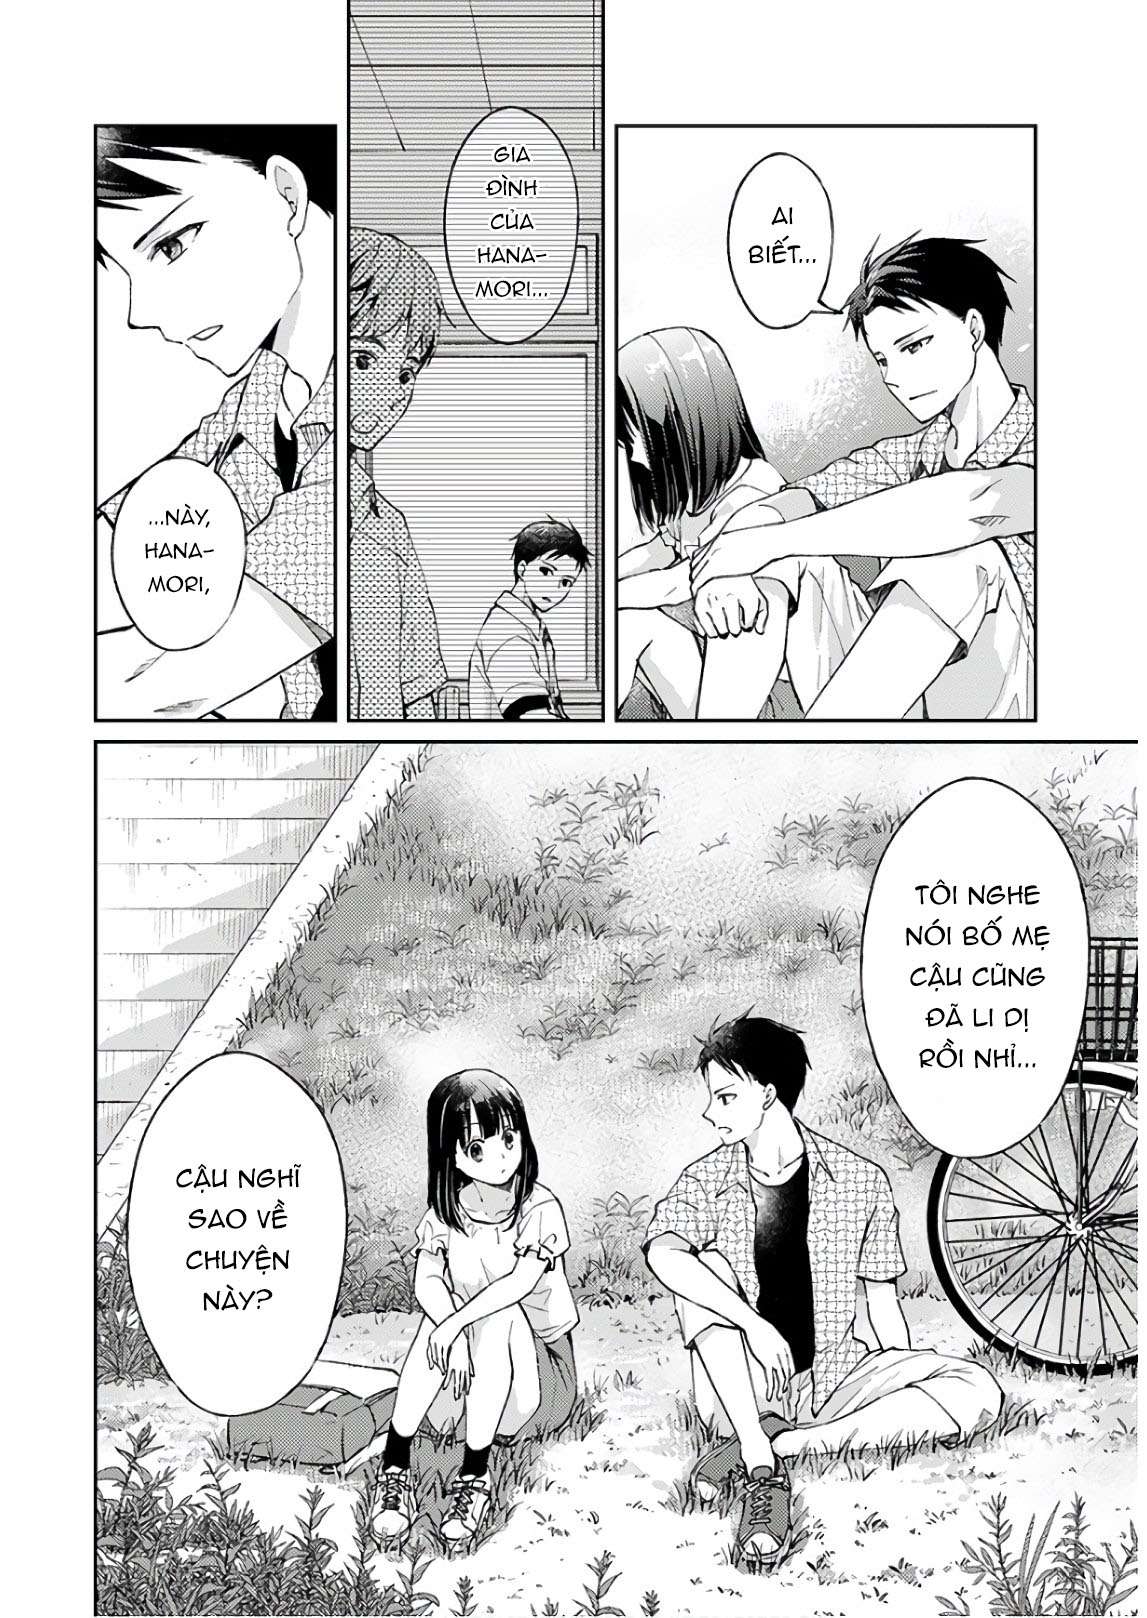 AI
BIẾT...
GIA
ĐÌNH
CỦA
HANA-
MORI...
...NÀY,
HANA-
MORI,
TÔI NGHE
NÓI BỐ MẸ
CẬU CŨNG
ĐÃ LI DỊ
RỒI NHỈ...
CẬU NGHĨ
SAO VỀ
CHUYỆN
NÀY?